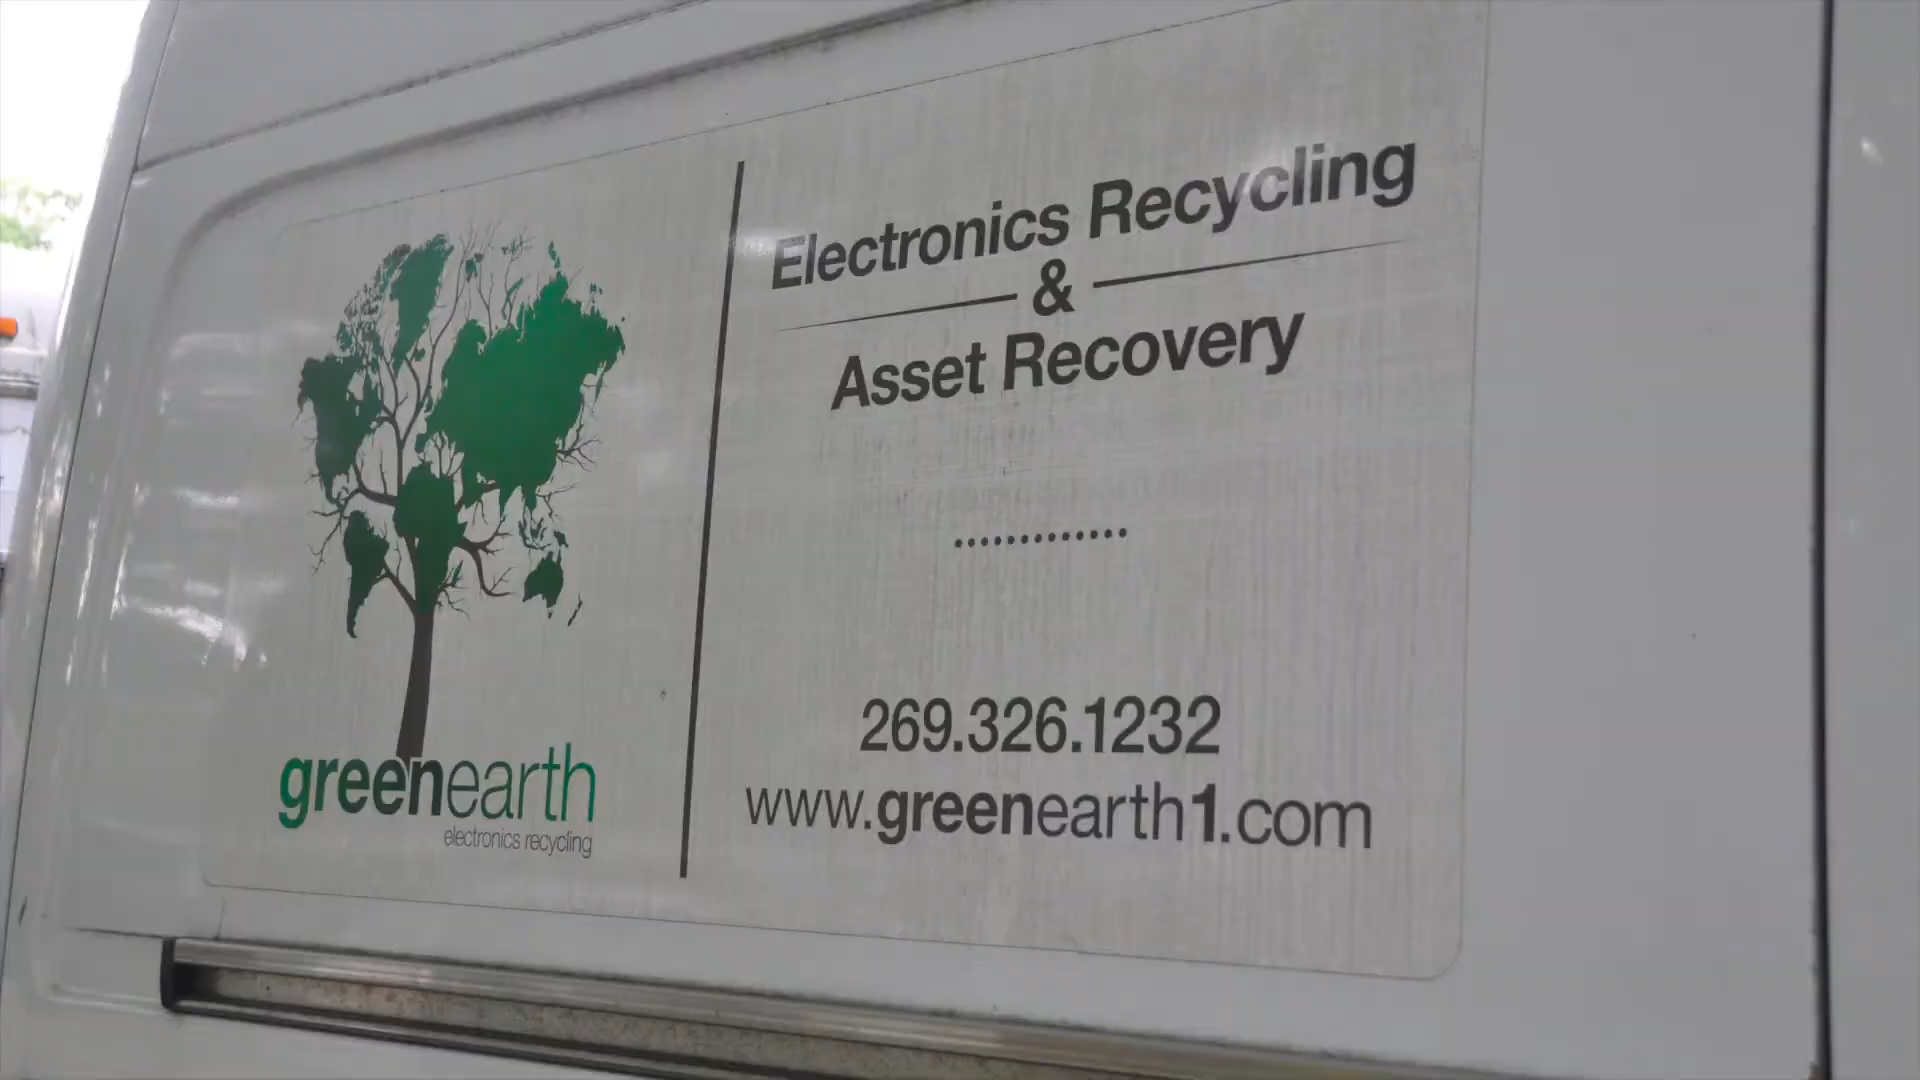 greenearth
electronics recycling
Electronics Recycling
&
Asset Recovery
.............
269.326.1232
www.greenearth1.com